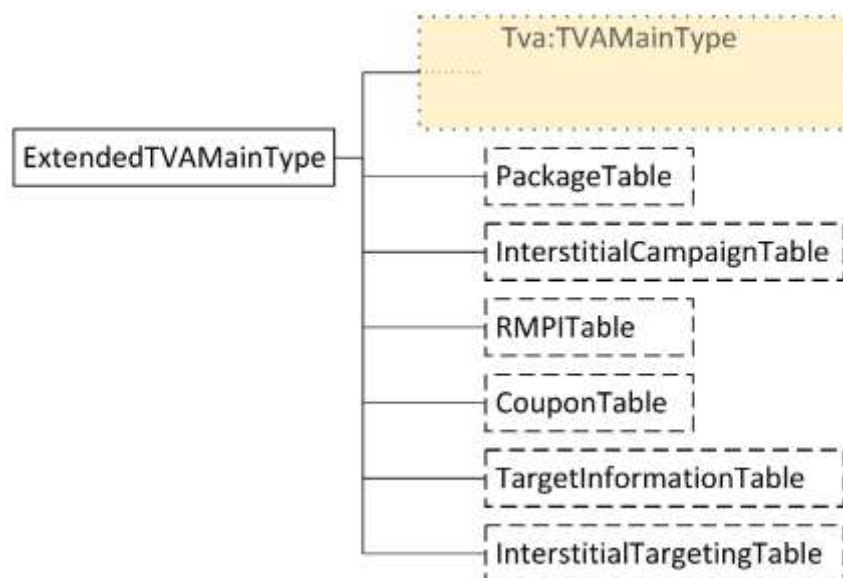 Tva:TVAMainType
ExtendedTVAMainType
PackageTable
InterstitialCampaignTable
RMPITable
CouponTable
TargetInformationTable
InterstitialTargetingTable